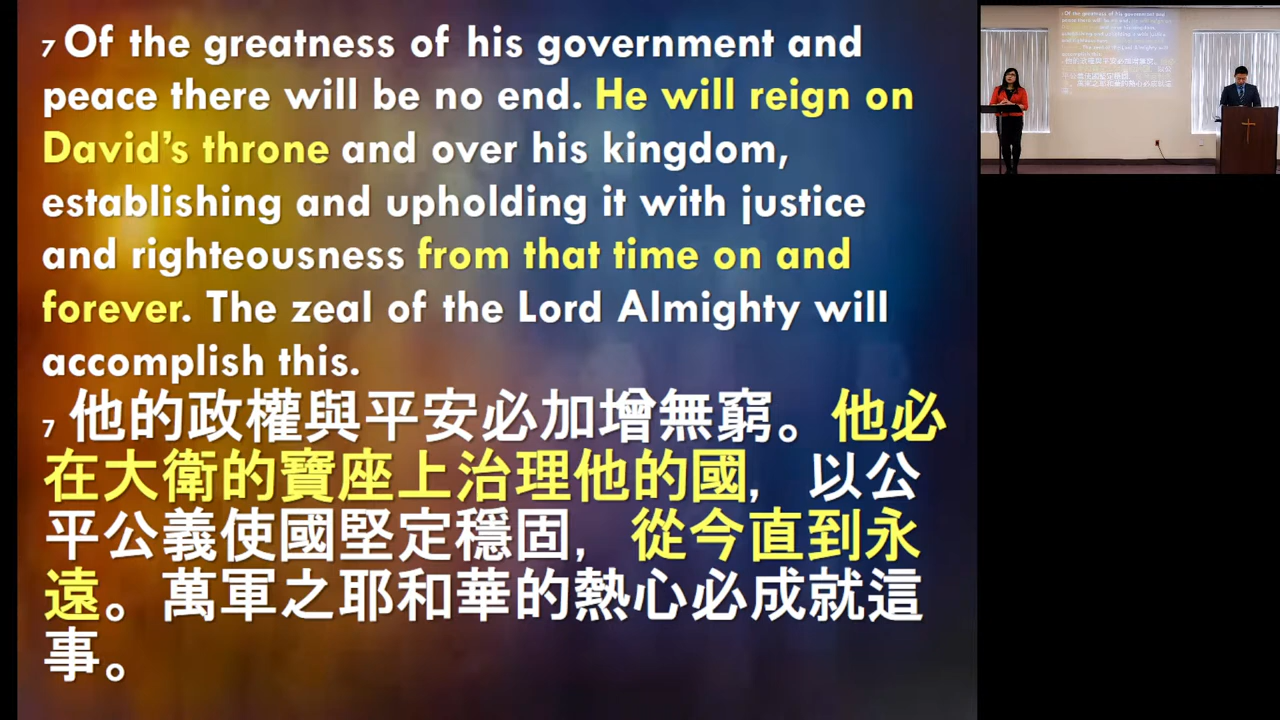 7 Of the greatness of his government and
peace there will be no end. He will reign on
David's throne and over his kingdom,
establishing and upholding it with justice
and righteousness from that time on and
forever. The zeal of the Lord Almighty will
accomplish this.
7 他的政權與平安必加增無窮。他必
在大衛的寶座上治理他的國，以公
平公義使國堅定穩固，從今直到永
遠。萬軍之耶和華的熱心必成就這
事。